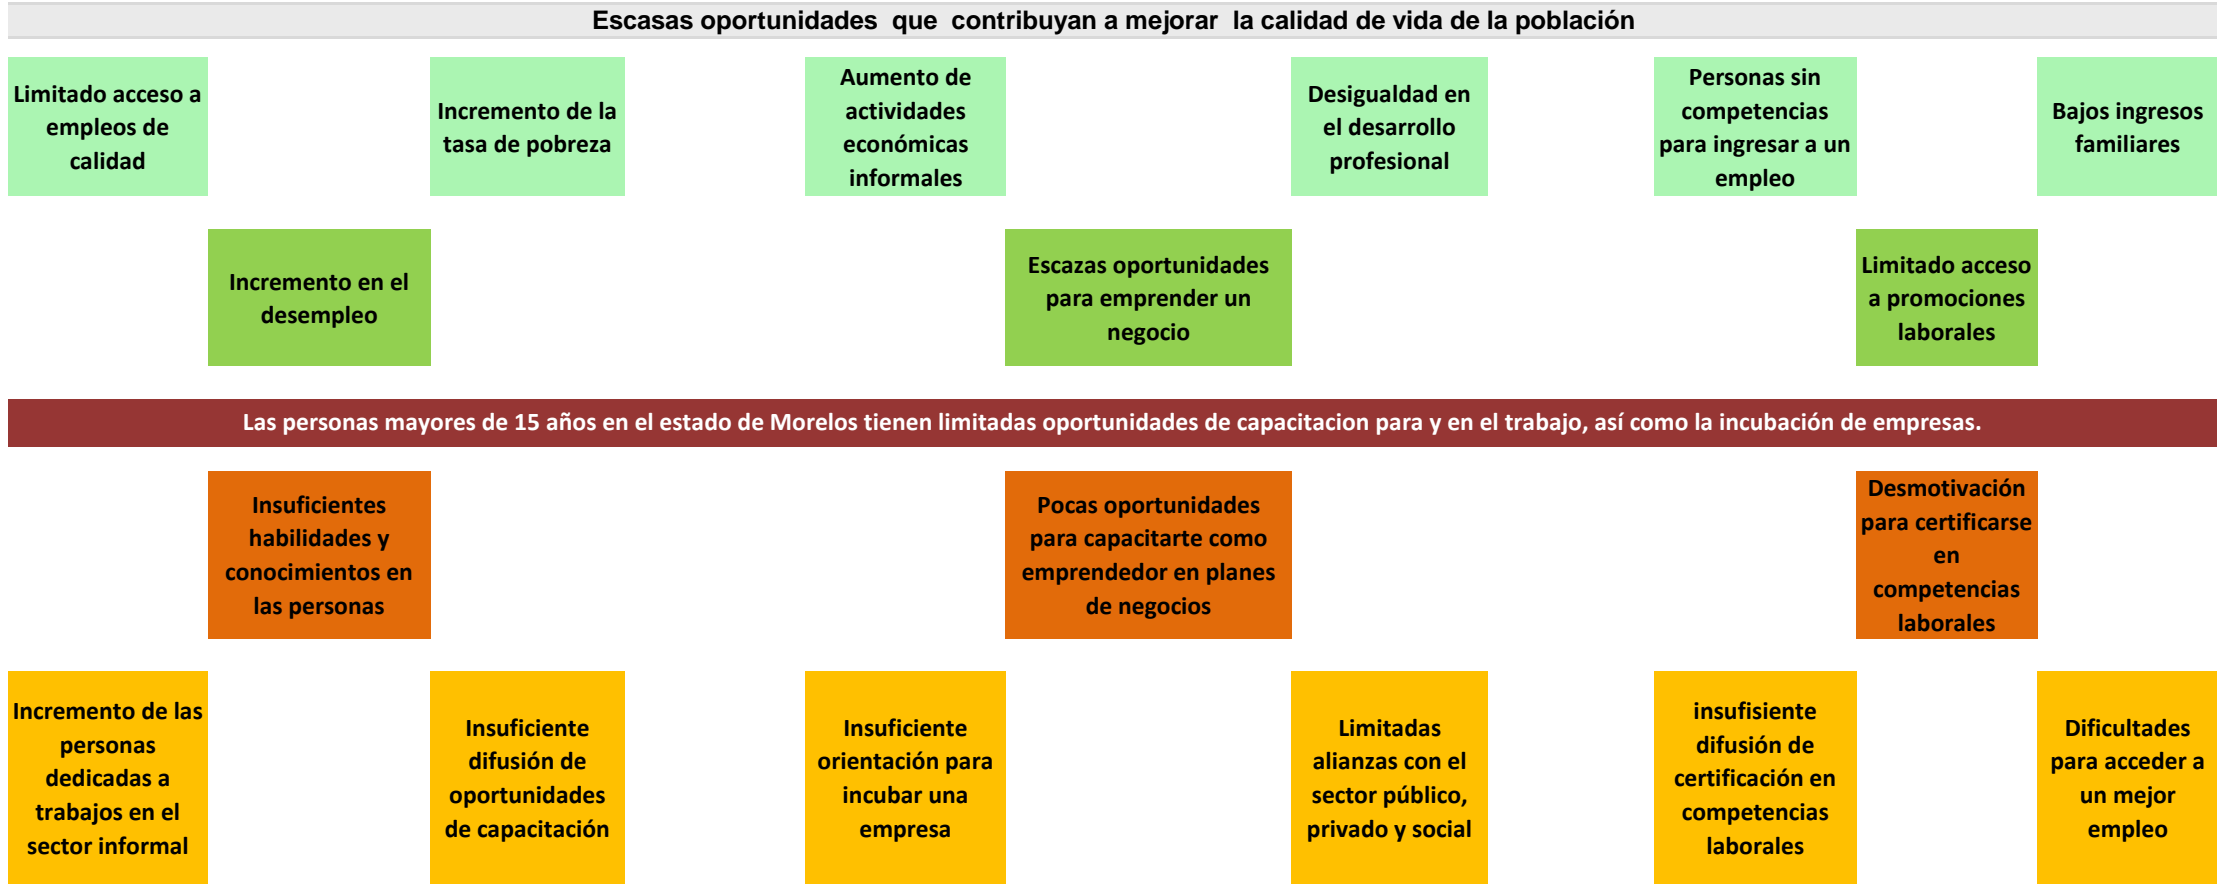 Escasas oportunidades que contribuyan a mejorar la calidad de vida de la población
Limitado acceso a
empleos de
calidad
Incremento de la
tasa de pobreza
Aumento de
actividades
económicas
informales
Desigualdad en
el desarrollo
profesional
Personas sin
competencias
para ingresar a un
empleo
Bajos ingresos
familiares
Incremento en el
desempleo
Escazas oportunidades
para emprender un
negocio
Limitado acceso
a promociones
laborales
Las personas mayores de 15 años en el estado de Morelos tienen limitadas oportunidades de capacitacion para y en el trabajo, así como la incubación de empresas.
Insuficientes
habilidades y
conocimientos en
las personas
Pocas oportunidades
para capacitarte como
emprendedor en planes
de negocios
Desmotivación
para certificarse
en
competencias
laborales
Incremento de las
personas
dedicadas a
trabajos en el
sector informal
Insuficiente
difusión de
oportunidades
de capacitación
Insuficiente
orientación para
incubar una
empresa
Limitadas
alianzas con el
sector público,
privado y social
insufisiente
difusión de
certificación en
competencias
laborales
Dificultades
para acceder a
un mejor
empleo